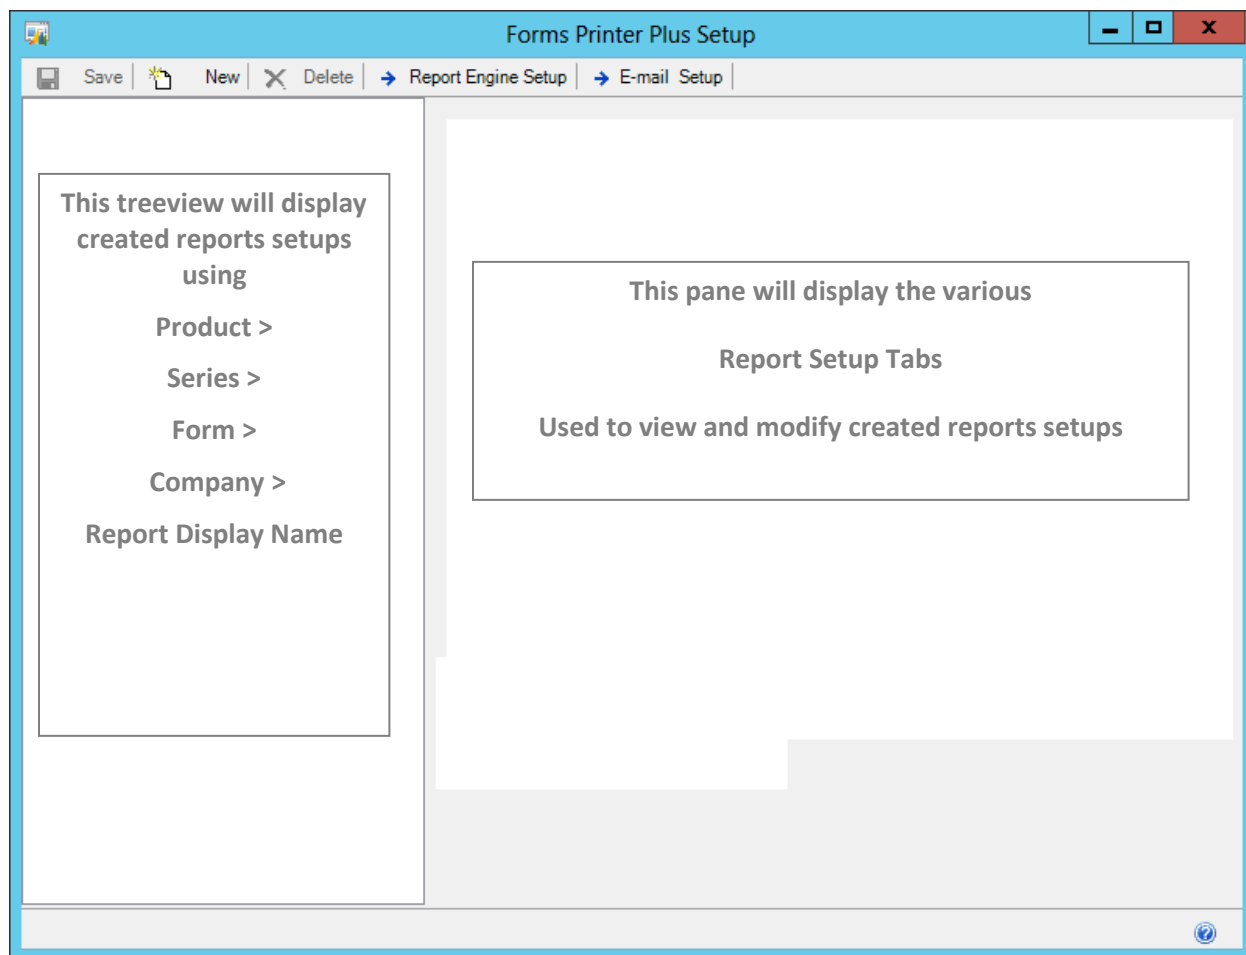 Forms Printer Plus Setup
Save New Delete Report Engine Setup E-mail Setup
This treeview will display
created reports setups
using
Product >
Series >
Form >
Company >
Report Display Name
This pane will display the various
Report Setup Tabs
Used to view and modify created reports setups